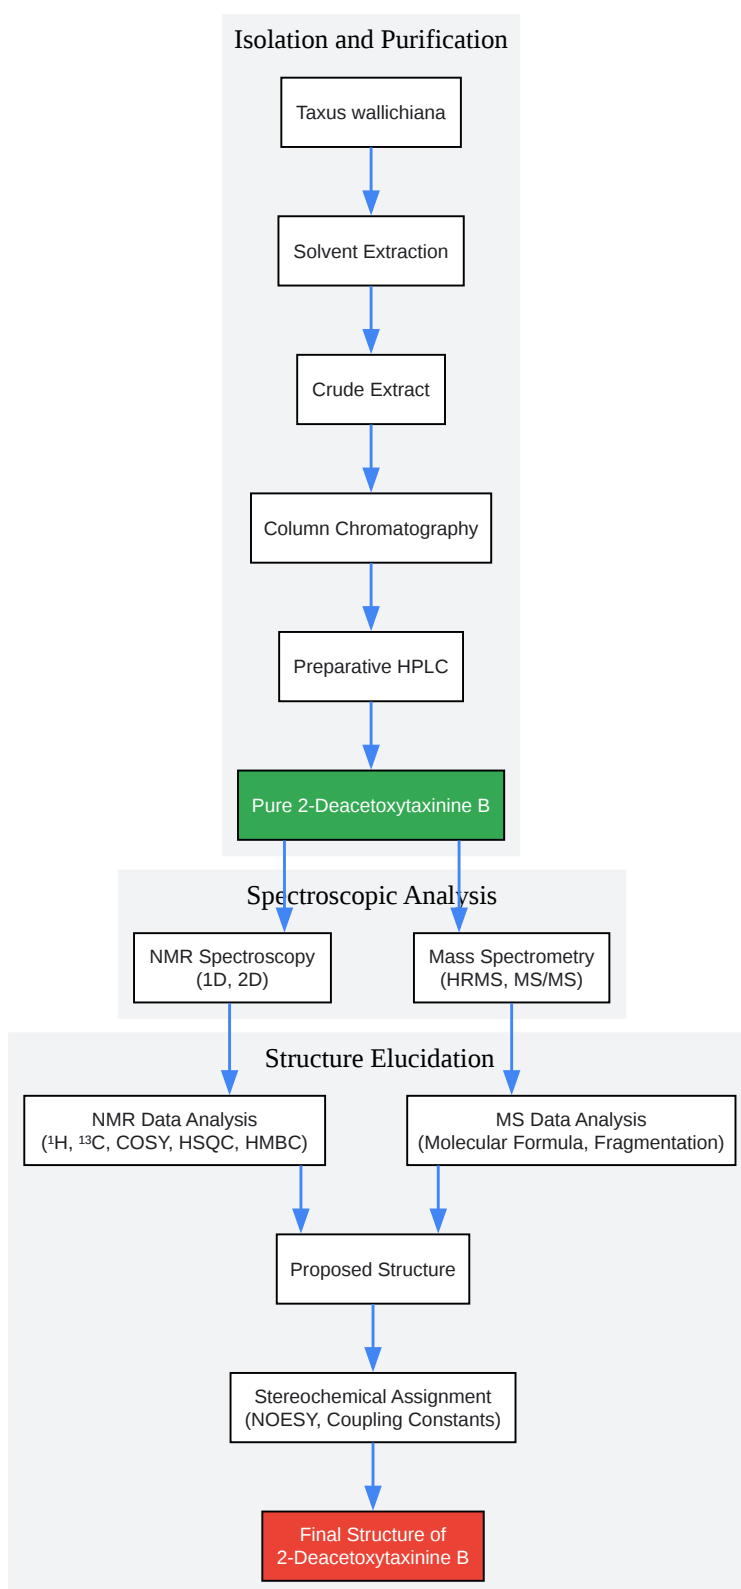 Isolation and Purification
Taxus wallichiana
Solvent Extraction
Crude Extract
Column Chromatography
Preparative HPLC
Pure 2-Deacetoxytaxinine B
Spectroscopic Analysis
NMR Spectroscopy
(1D, 2D)
Mass Spectrometry
(HRMS, MS/MS)
Structure Elucidation
NMR Data Analysis
(¹H, ¹³C, COSY, HSQC, HMBC)
MS Data Analysis
(Molecular Formula, Fragmentation)
Proposed Structure
Stereochemical Assignment
(NOESY, Coupling Constants)
Final Structure of
2-Deacetoxytaxinine B